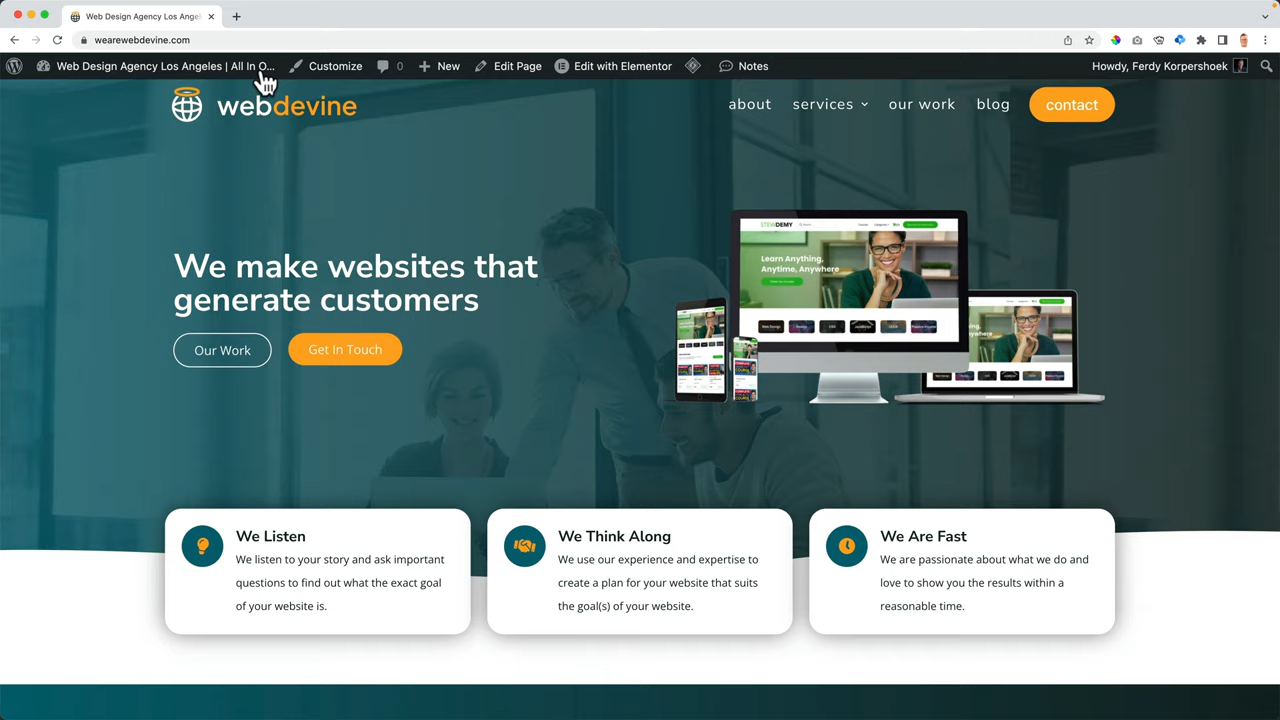 Web Design Agency Los Angel
wearewebdevine.com
Web Design Agency Los Angeles | All In O... Customize 0 New Edit Page Edit with Elementor Notes Howdy, Ferdy Korpershoek
webdevine about services our work blog contact
STEWDEMY
Learn Anything,
Anytime, Anywhere
We make websites that
generate customers
Our Work Get In Touch
We Listen
We listen to your story and ask important
questions to find out what the exact goal
of your website is.
We Think Along
We use our experience and expertise to
create a plan for your website that suits
the goal(s) of your website.
We Are Fast
We are passionate about what we do and
love to show you the results within a
reasonable time.